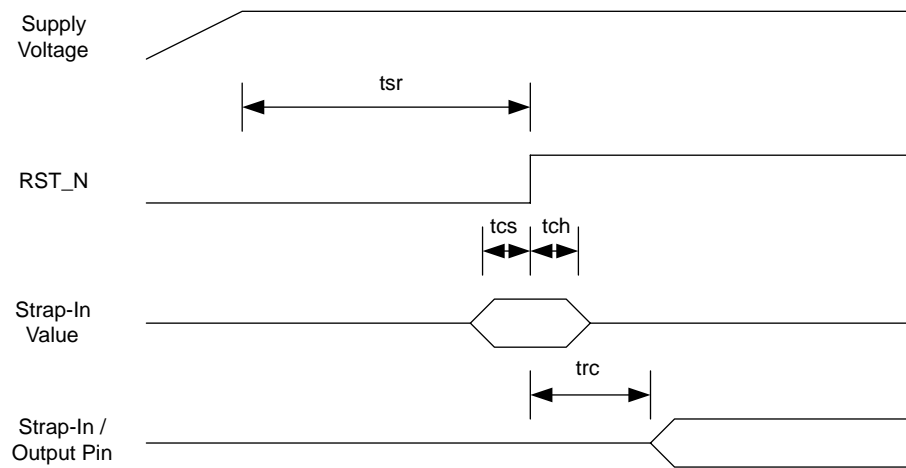 Supply
Voltage
tsr
RST_N
tcs
tch
Strap-In
Value
trc
Strap-In /
Output Pin